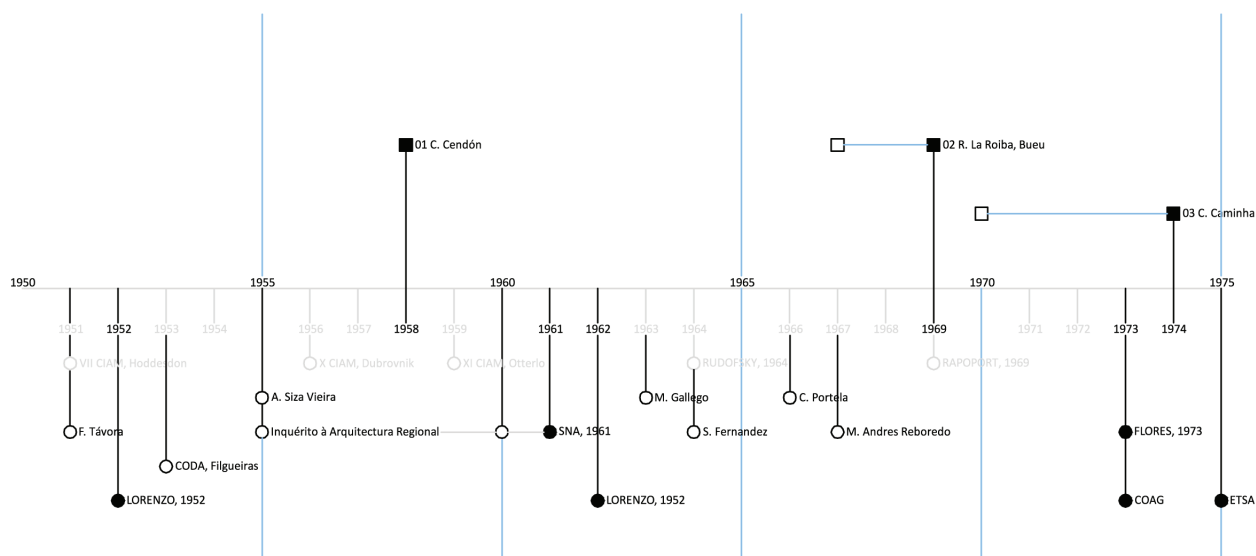 01 C. Cendón
02 R. La Roiba, Bueu
03 C. Caminha
1950
1955
1960
1965
1970
1975
1951
1952
1953
1954
1956
1957
1958
1959
1961
1962
1963
1964
1966
1967
1968
1969
1971
1972
1973
1974
VII CIAM, Hoddesdon
X CIAM, Dubrovnik
XI CIAM, Otterlo
RUDOFSKY, 1964
RAPOPORT, 1969
A. Siza Vieira
M. Gallego
C. Portela
F. Távora
Inquérito à Arquitectura Regional
SNA, 1961
S. Fernandez
M. Andres Reboredo
FLORES, 1973
CODA, Filgueiras
LORENZO, 1952
LORENZO, 1952
COAG
ETSA